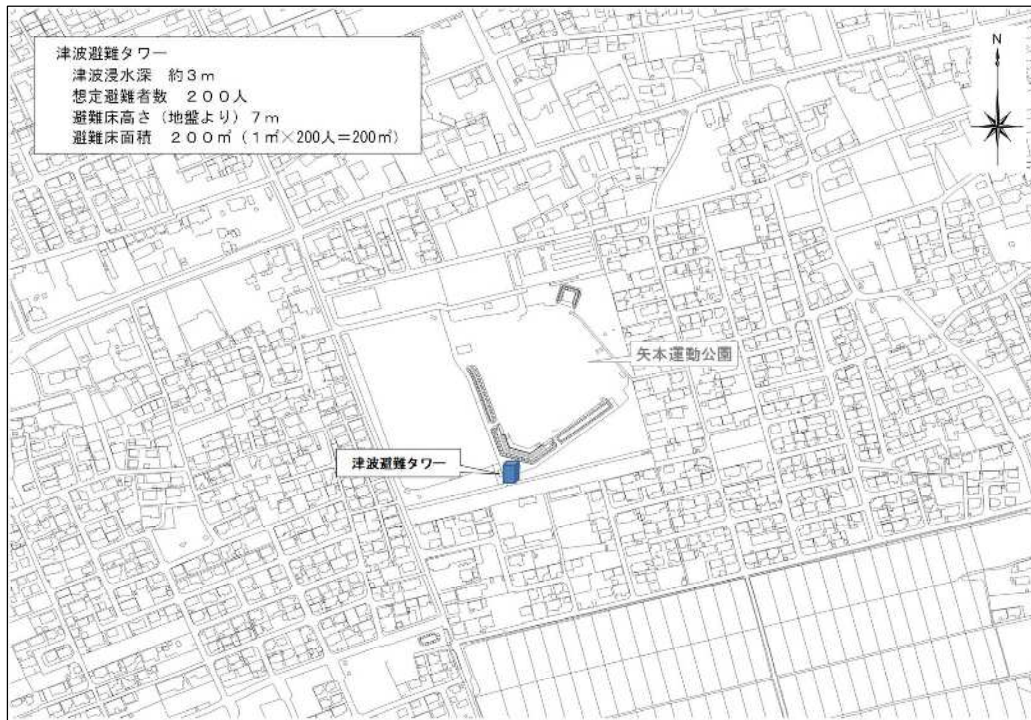 津波避難タワー
津波浸水深　約３ｍ
想定避難者数　２００人
避難床高さ（地盤より）７ｍ
避難床面積　２００㎡（１㎡×200人＝200㎡）
N
矢本運動公園
津波避難タワー